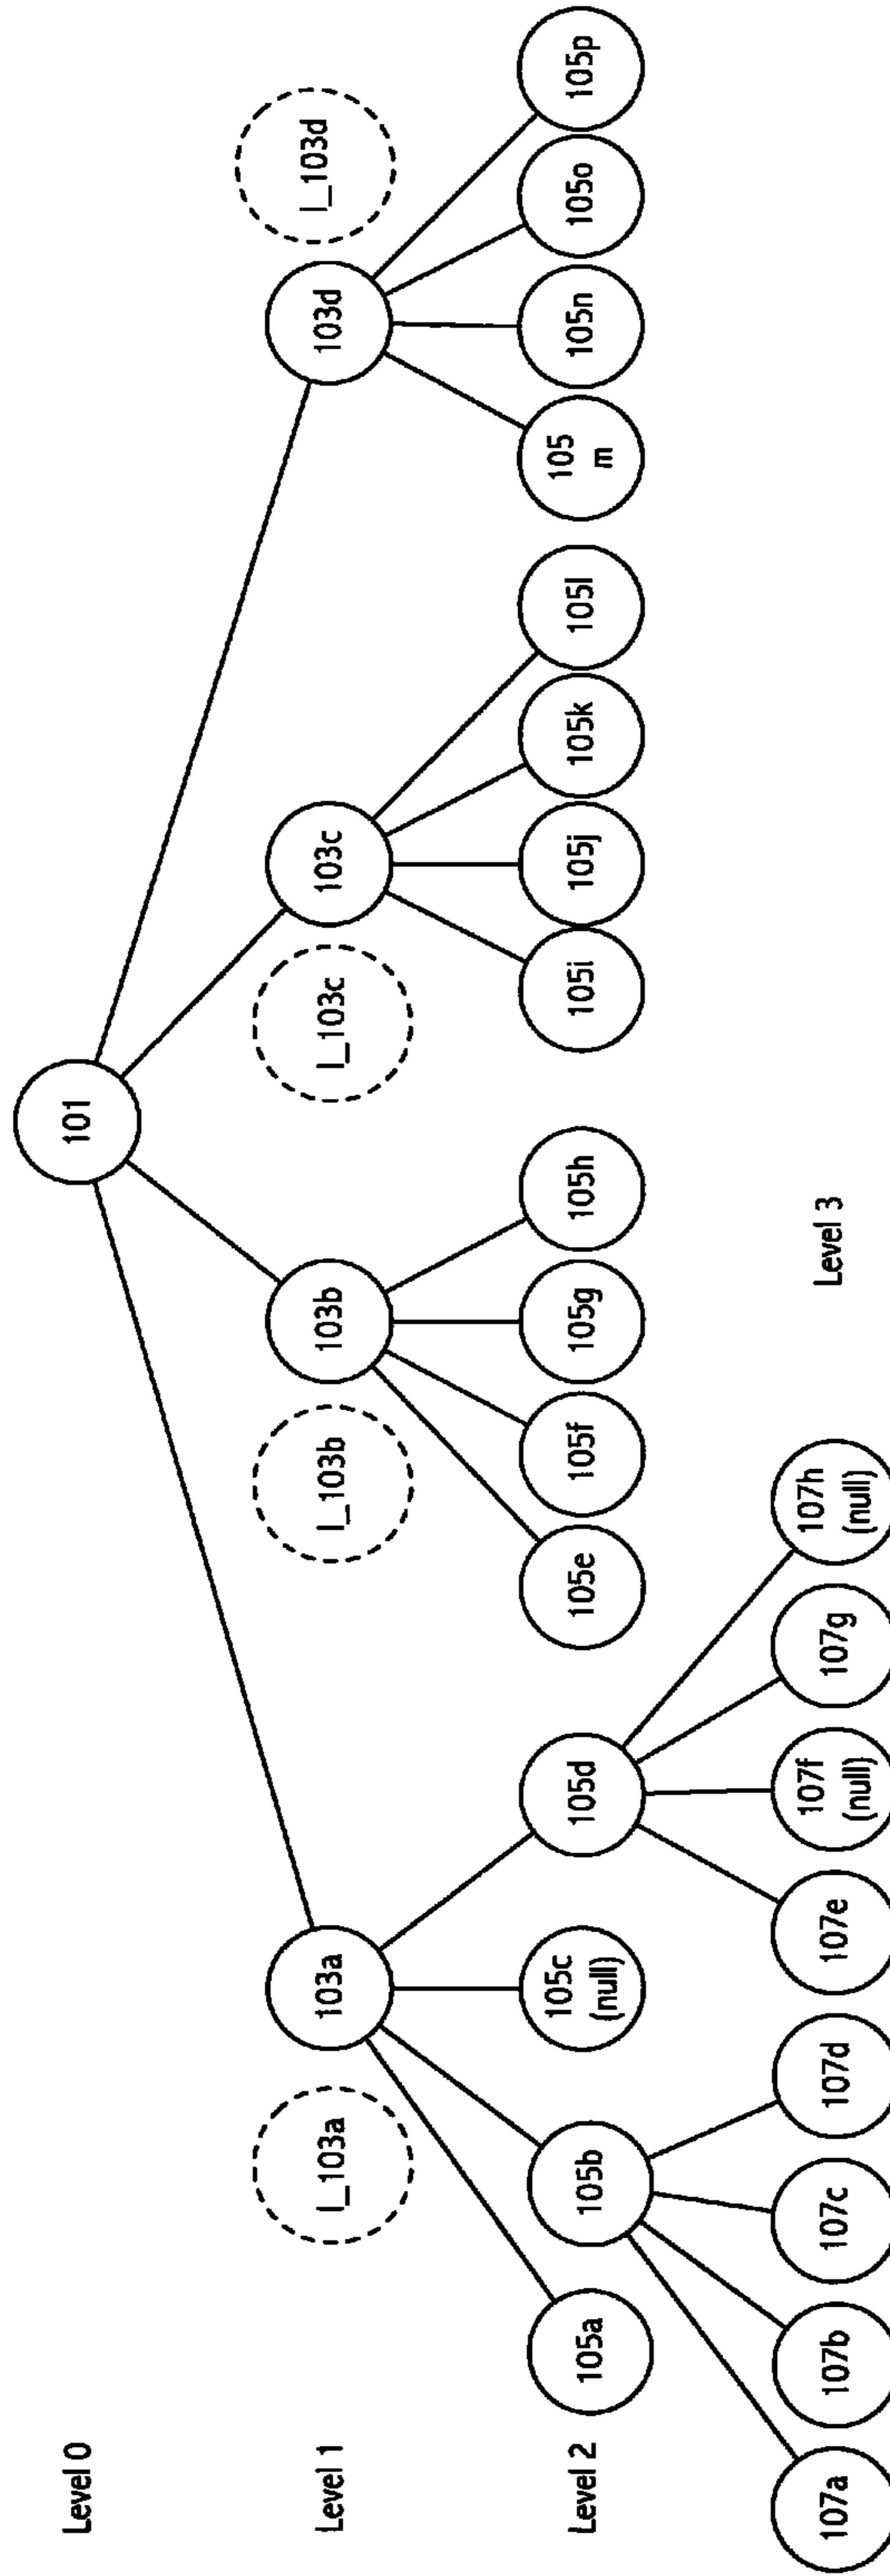 Level 0
101
Level 1
I_103a
103a
I_103b
103b
I_103c
103c
103d
I_103d
Level 2
105a
105b
105c
(null)
105d
105e
105f
105g
105h
105i
105j
105k
105l
105
m
105n
105o
105p
107a
107b
107c
107d
107e
107f
(null)
107g
107h
(null)
Level 3